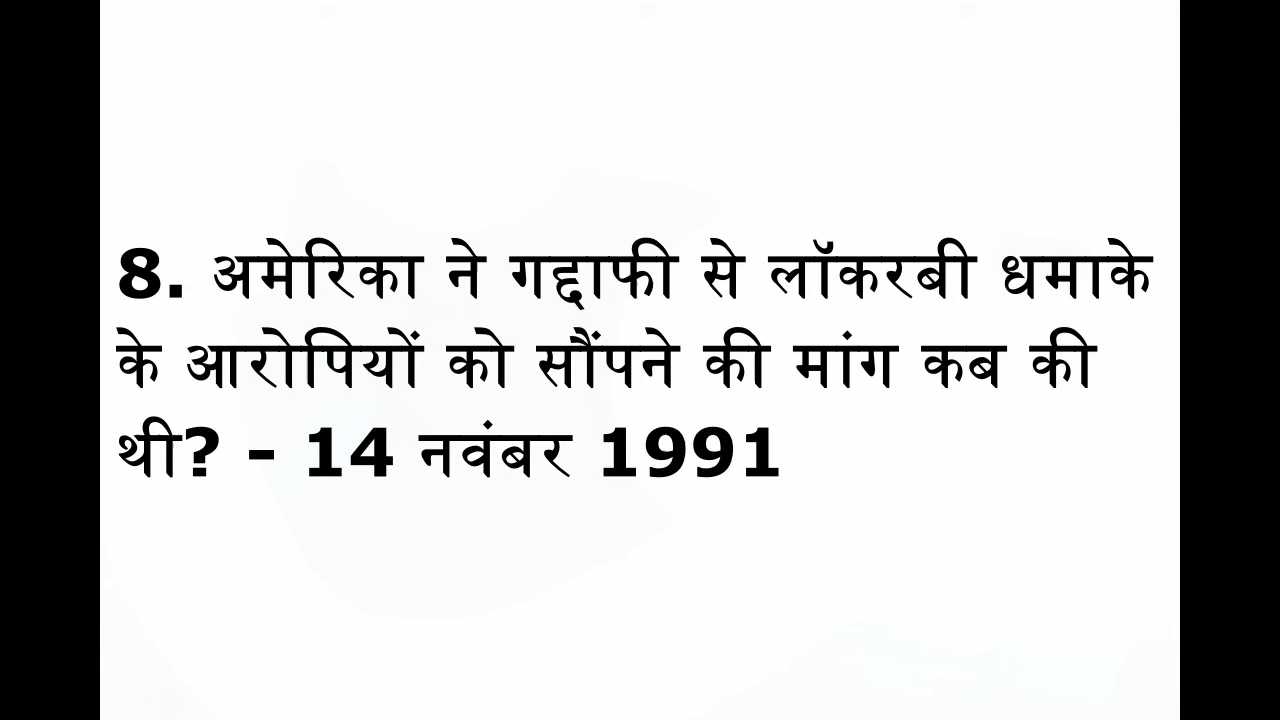 8. अमेरिका ने गद्दाफी से लॉकरबी धमाके
के आरोपियों को सौंपने की मांग कब की
थी? - 14 नवंबर 1991